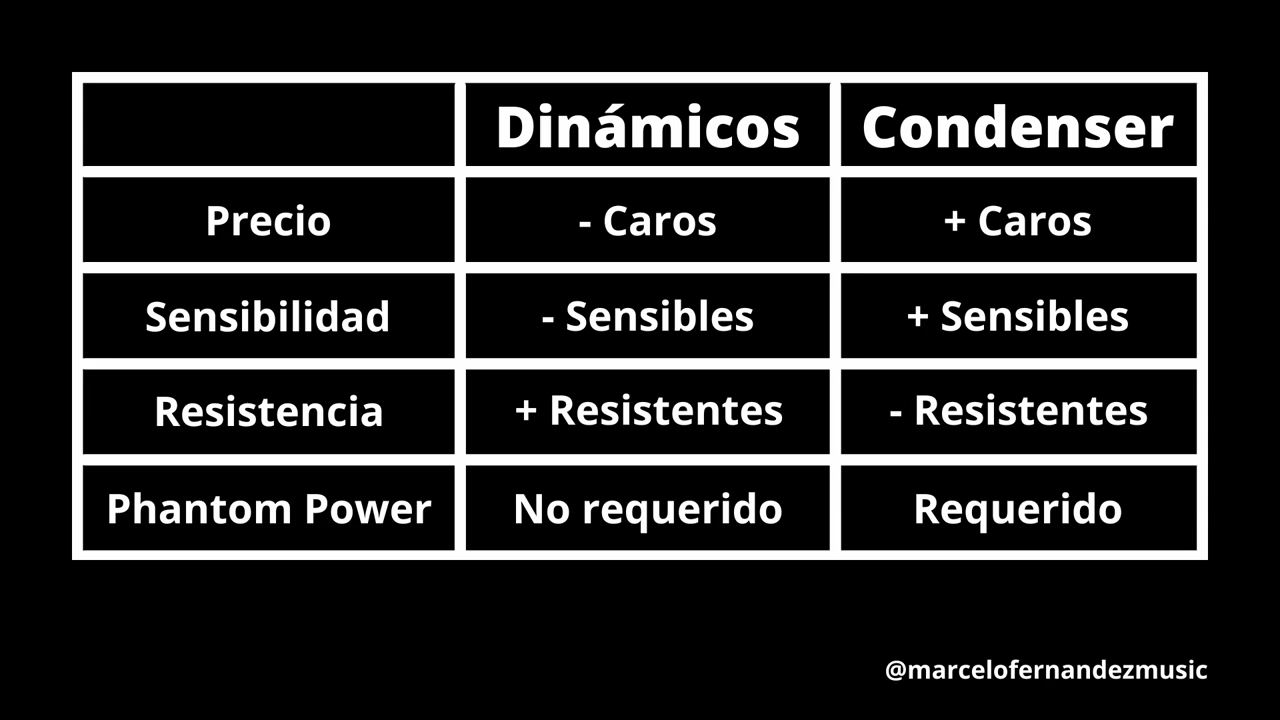 Dinámicos Condenser
Precio - Caros + Caros
Sensibilidad - Sensibles + Sensibles
Resistencia + Resistentes - Resistentes
Phantom Power No requerido Requerido
@marcelofernandezmusic